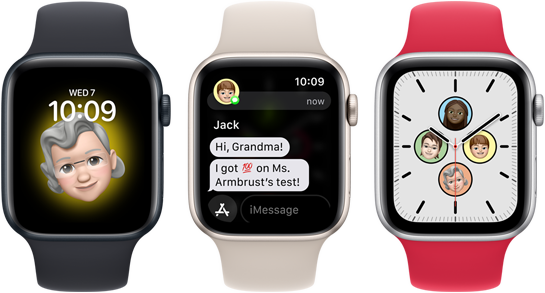 WED 7
10:09
10:09
now
Jack
Hi, Grandma!
I got 💯 on Ms.
Armbrust's test!
iMessage